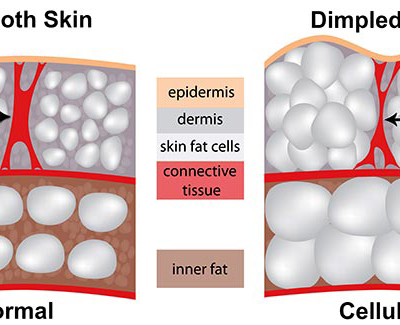 oth Skin
Dimpled
epidermis
dermis
skin fat cells
connective
tissue
inner fat
ormal
Cellul